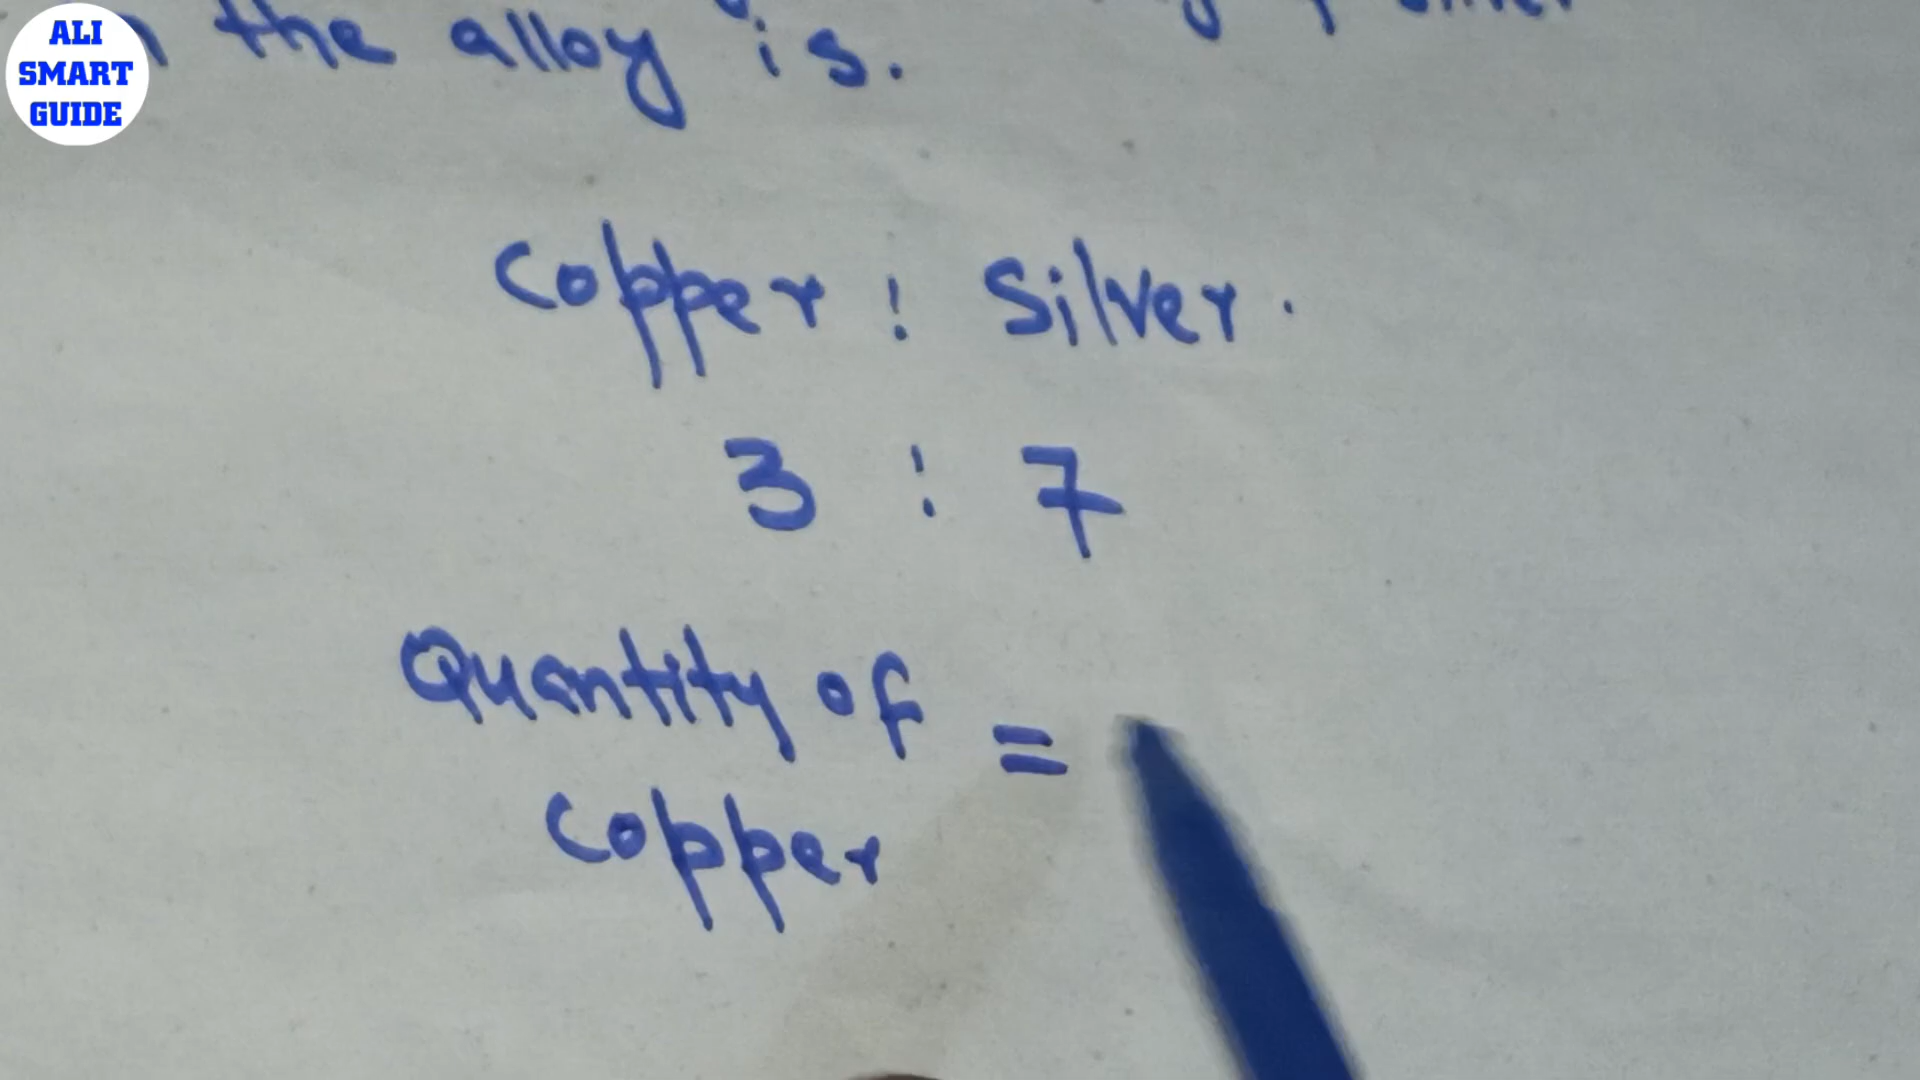 ALI
SMART
GUIDE
the alloy is.
Copper : Silver.
3 : 7
Quantity of =
Copper